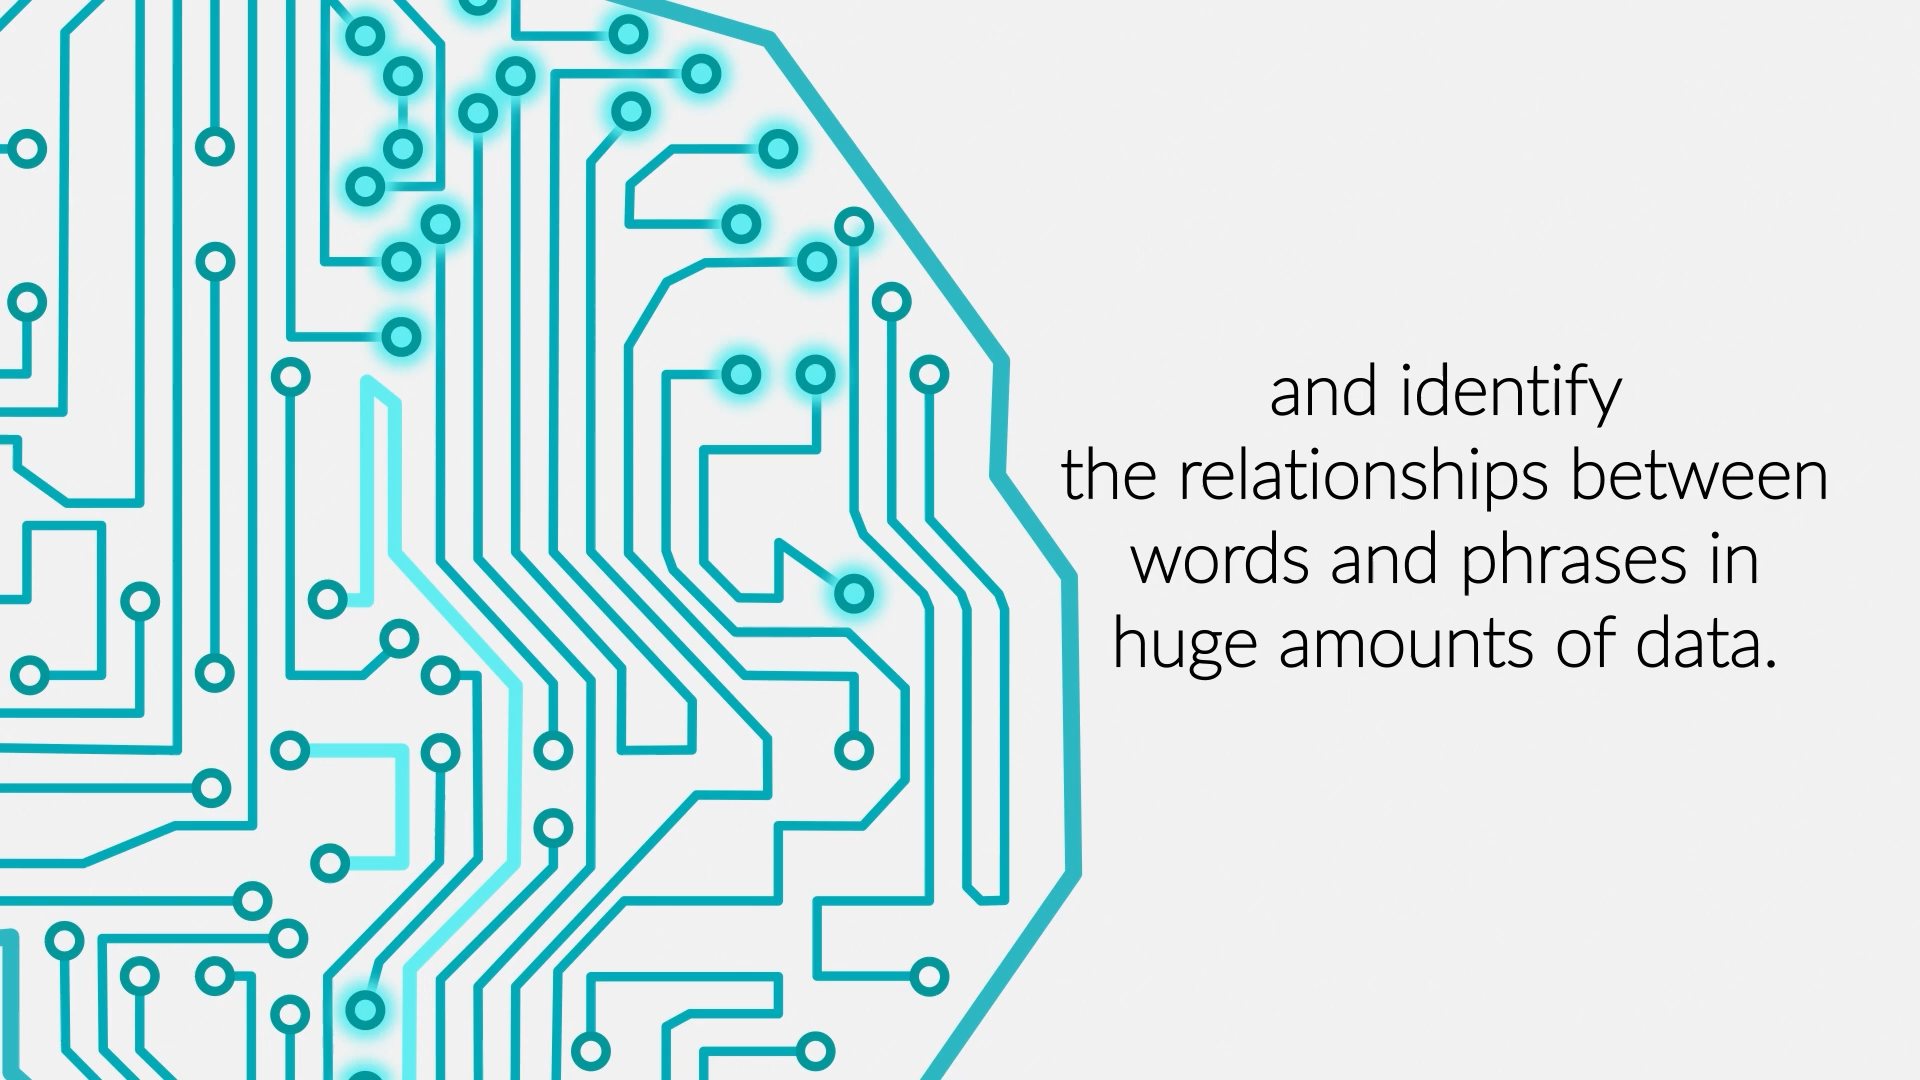 and identify
the relationships between
words and phrases in
huge amounts of data.